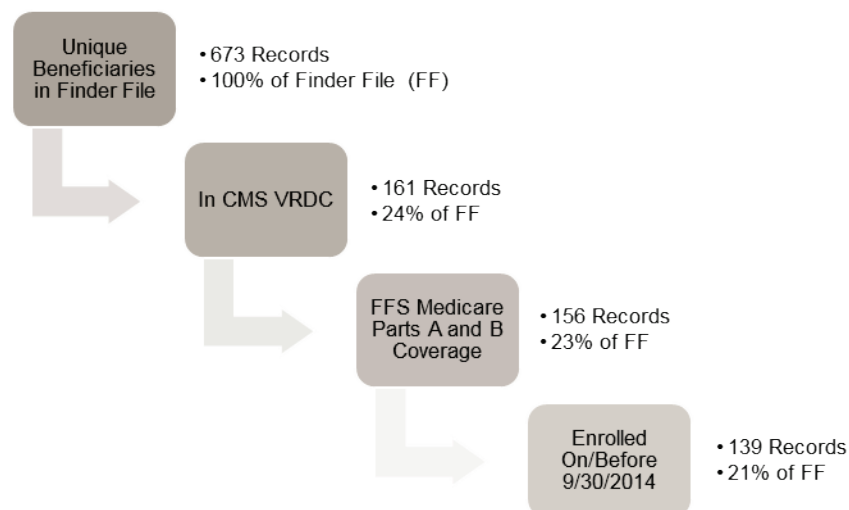 Unique
Beneficiaries
in Finder File
• 673 Records
• 100% of Finder File (FF)
In CMS VRDC
• 161 Records
• 24% of FF
FFS Medicare
Parts A and B
Coverage
• 156 Records
• 23% of FF
Enrolled
On/Before
9/30/2014
• 139 Records
• 21% of FF